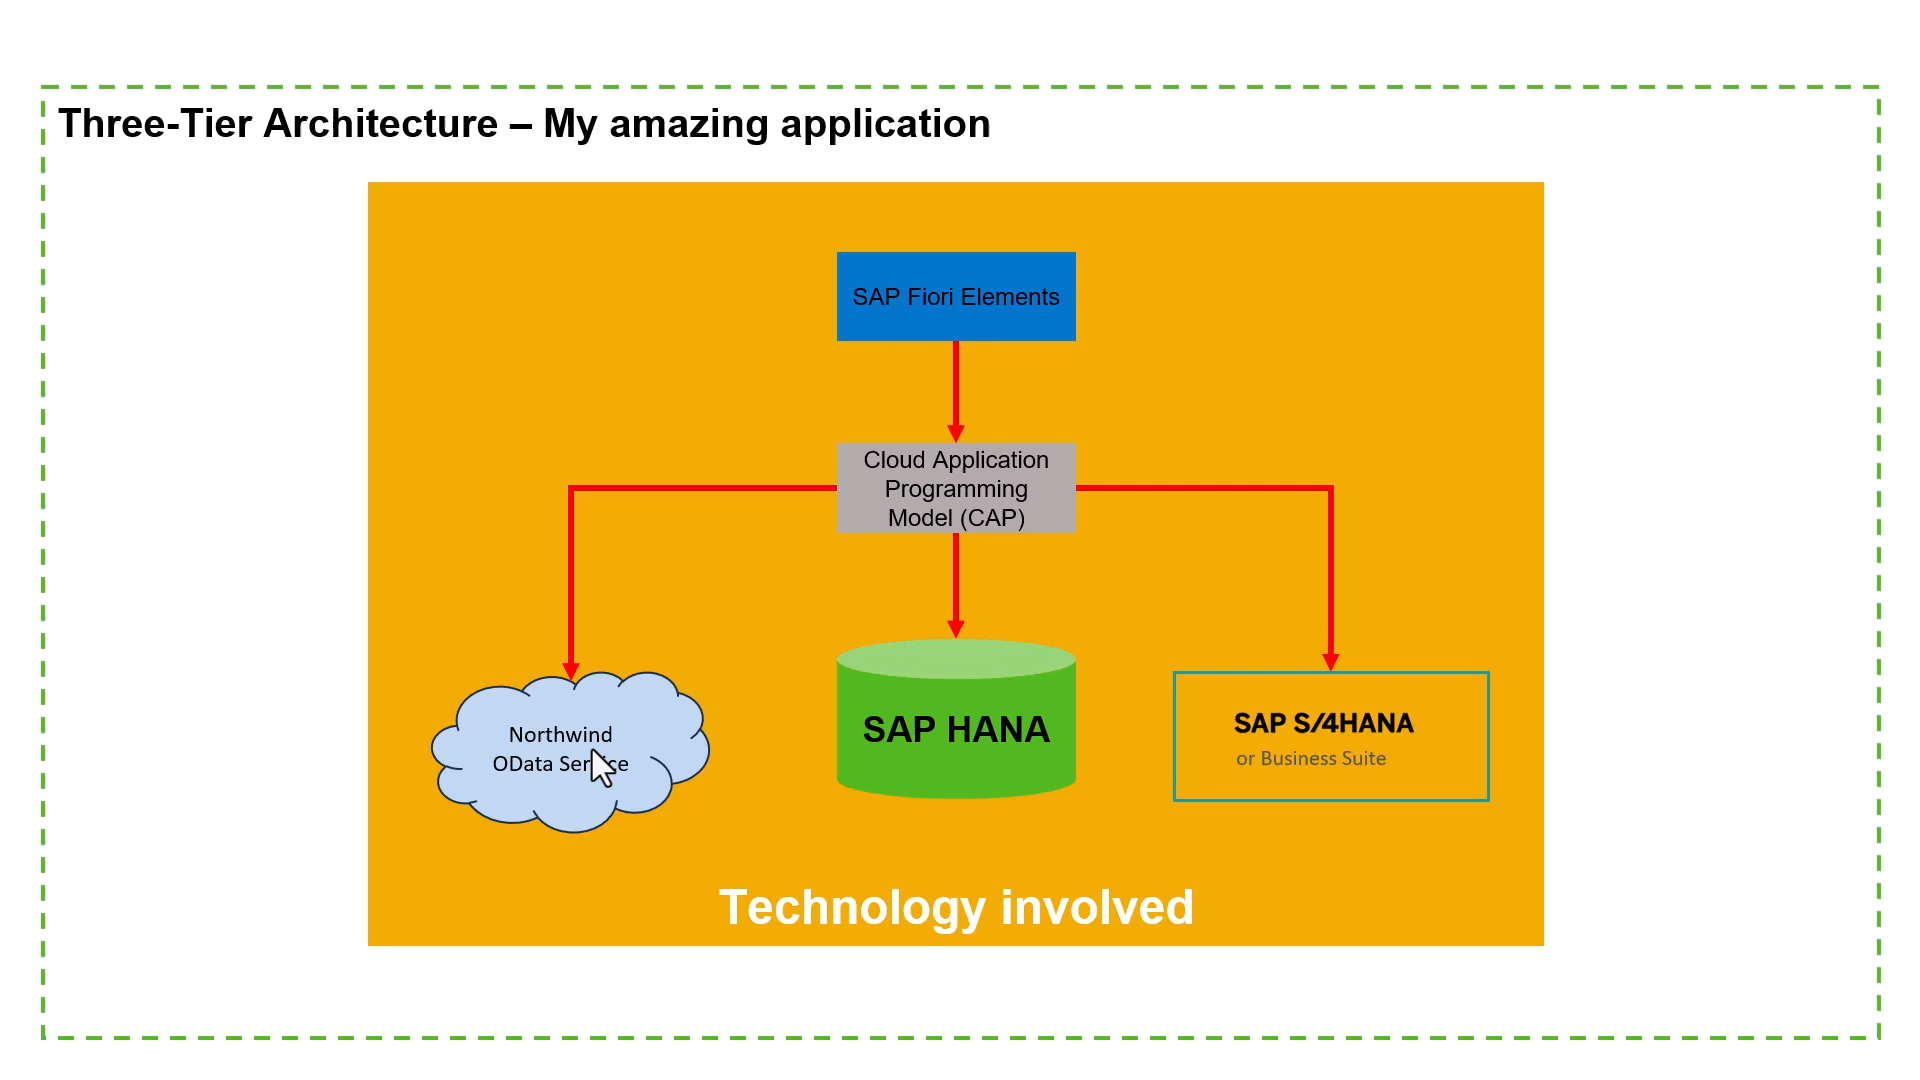 Three-Tier Architecture – My amazing application
SAP Fiori Elements
Cloud Application
Programming
Model (CAP)
Northwind
OData
SAP HANA
SAP S/4HANA
or Business Suite
Technology involved